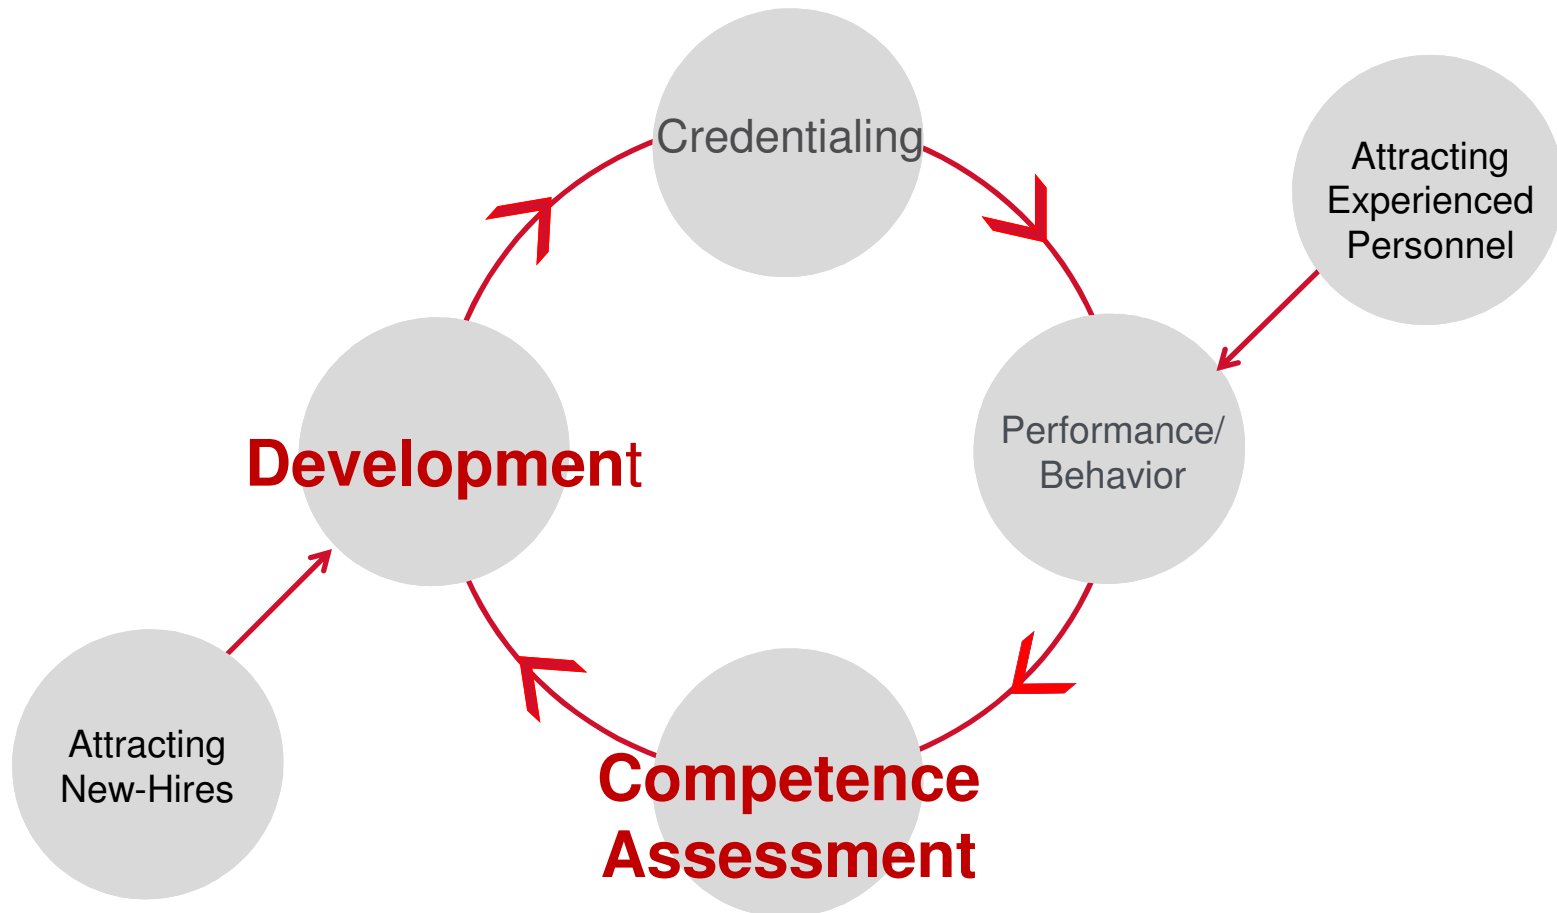 Credentialing
Attracting
Experienced
Personnel
Development
Performance/
Behavior
Attracting
New-Hires
Competence
Assessment